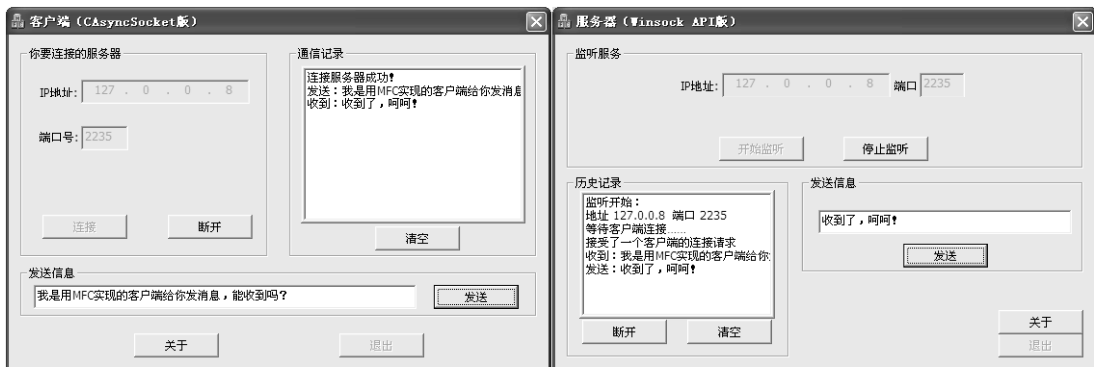 客户端（CAsyncSocket版）
你要连接的服务器
IP地址: 127 . 0 . 0 . 8
端口号: 2235
连接
断开
通信记录
连接服务器成功!
发送：我是用MFC实现的客户端给你发消息
收到：收到了，呵呵!
清空
发送信息
我是用MFC实现的客户端给你发消息，能收到吗?
发送
关于
退出
服务器（Winsock API版）
监听服务
IP地址: 127 . 0 . 0 . 8 端口 2235
开始监听
停止监听
历史记录
监听开始：
地址 127.0.0.8 端口 2235
等待客户端连接......
接受了一个客户端的连接请求
收到：我是用MFC实现的客户端给你
发送：收到了，呵呵!
断开
清空
发送信息
收到了，呵呵!
发送
关于
退出